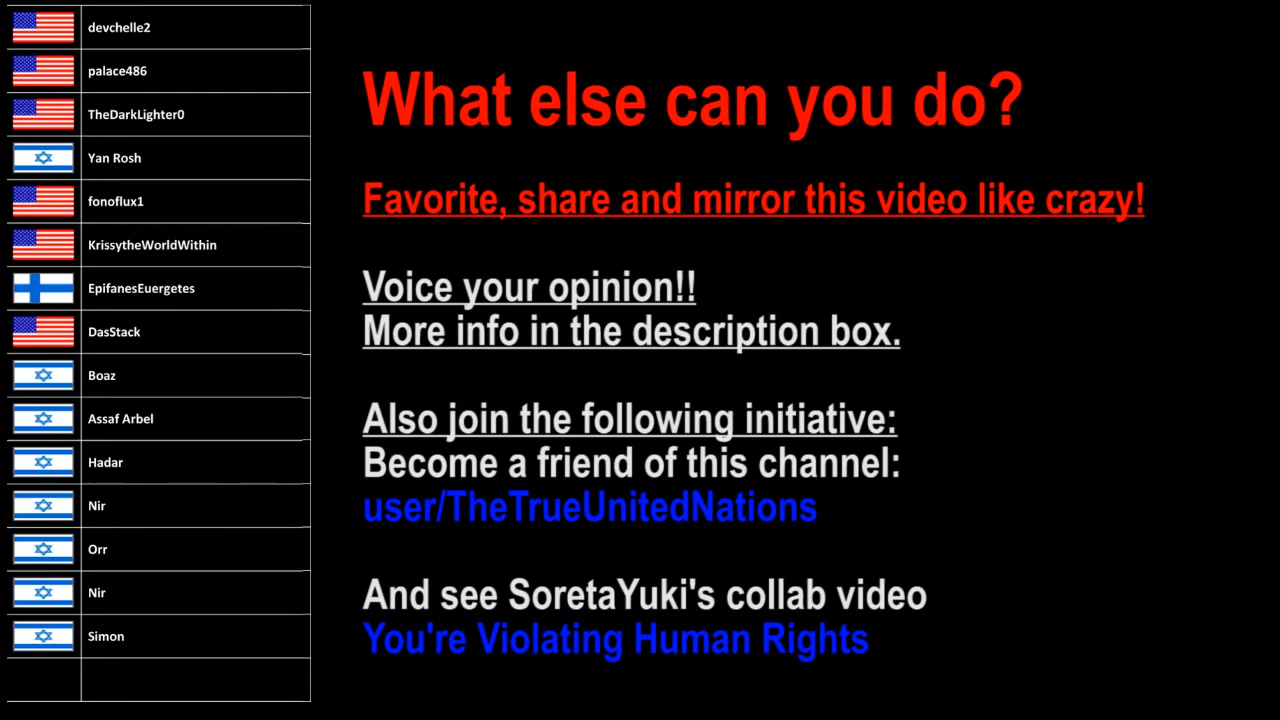 devchelle2
palace486
TheDarkLighter0
Yan Rosh
fonoflux1
KrissytheWorldWithin
EpifanesEuergetes
DasStack
Boaz
Assaf Arbel
Hadar
Nir
Orr
Nir
Simon
What else can you do?
Favorite, share and mirror this video like crazy!
Voice your opinion!!
More info in the description box.
Also join the following initiative:
Become a friend of this channel:
user/TheTrueUnitedNations
And see SoretaYuki's collab video
You're Violating Human Rights